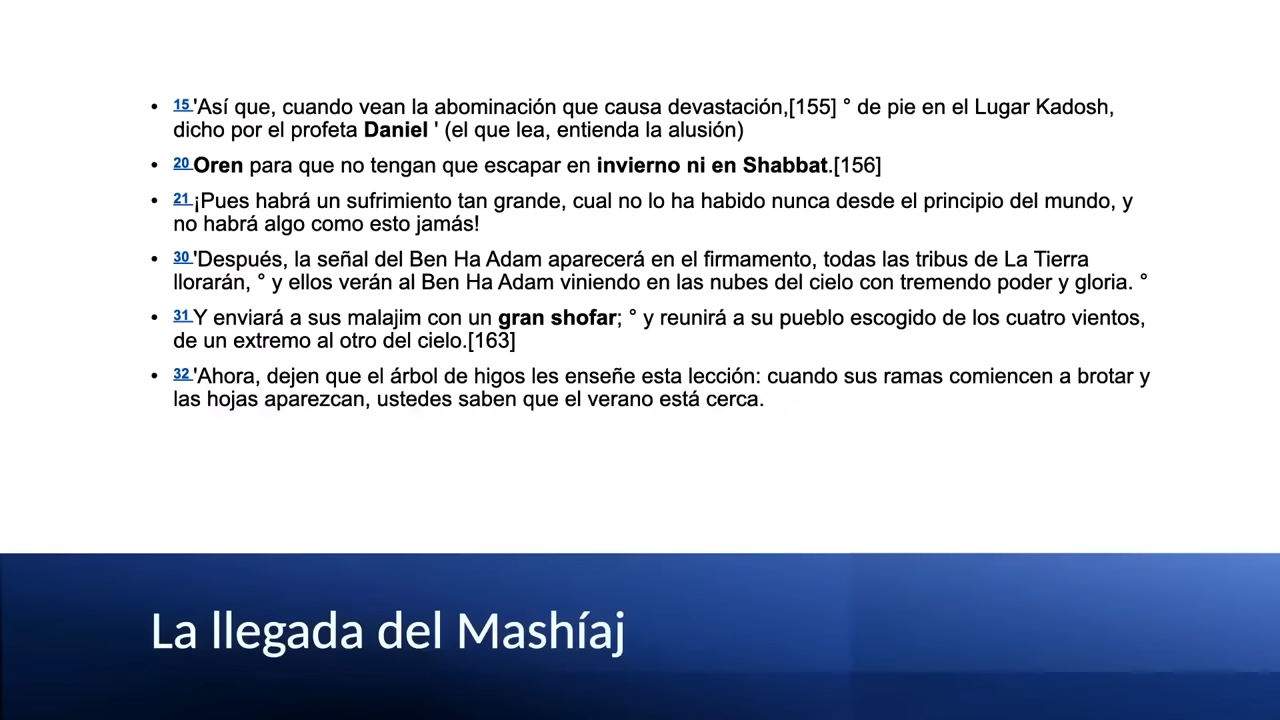 • 15 'Así que, cuando vean la abominación que causa devastación,[155] ° de pie en el Lugar Kadosh,
dicho por el profeta Daniel ' (el que lea, entienda la alusión)
• 20 Oren para que no tengan que escapar en invierno ni en Shabbat.[156]
• 21 ¡Pues habrá un sufrimiento tan grande, cual no lo ha habido nunca desde el principio del mundo, y
no habrá algo como esto jamás!
• 30 'Después, la señal del Ben Ha Adam aparecerá en el firmamento, todas las tribus de La Tierra
llorarán, ° y ellos verán al Ben Ha Adam viniendo en las nubes del cielo con tremendo poder y gloria. °
• 31 Y enviará a sus malajim con un gran shofar; ° y reunirá a su pueblo escogido de los cuatro vientos,
de un extremo al otro del cielo.[163]
• 32 'Ahora, dejen que el árbol de higos les enseñe esta lección: cuando sus ramas comiencen a brotar y
las hojas aparezcan, ustedes saben que el verano está cerca.
La llegada del Mashíaj